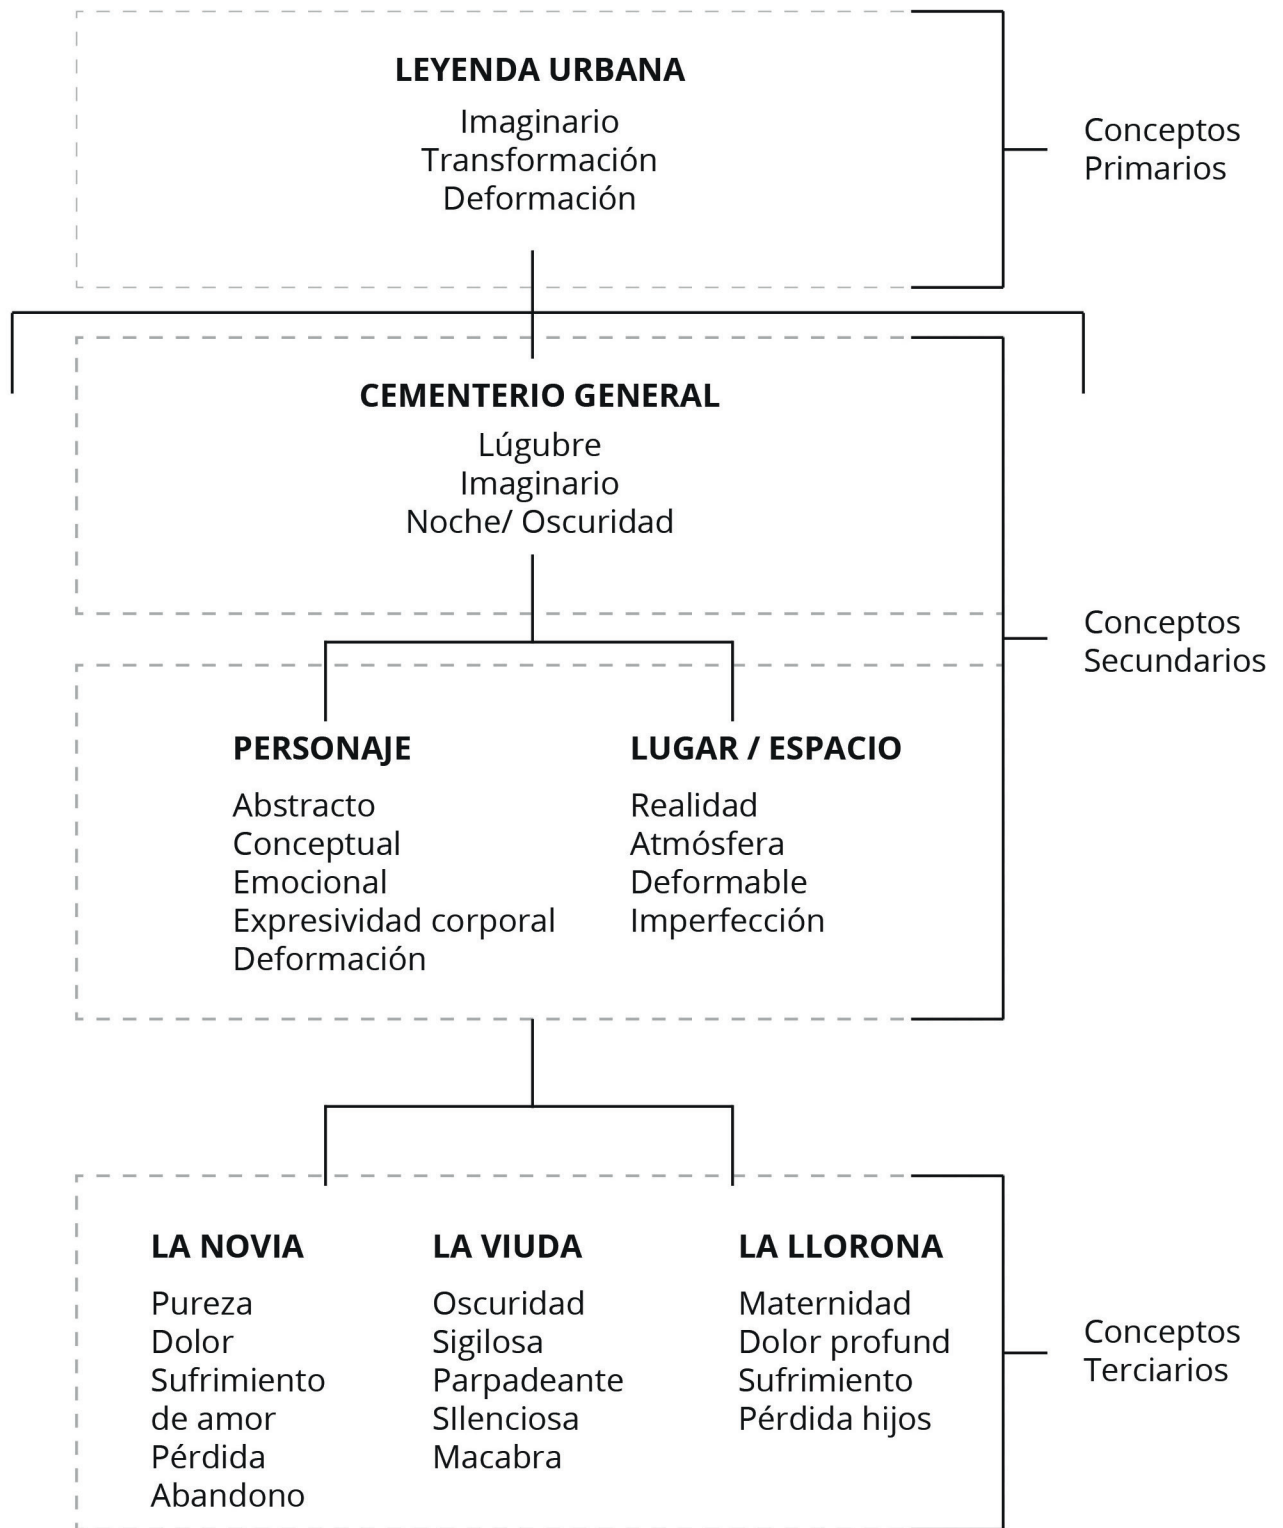 LEYENDA URBANA
Imaginario
Transformación
Deformación
Conceptos
Primarios
CEMENTERIO GENERAL
Lúgubre
Imaginario
Noche/ Oscuridad
Conceptos
Secundarios
PERSONAJE
Abstracto
Conceptual
Emocional
Expresividad corporal
Deformación
LUGAR / ESPACIO
Realidad
Atmósfera
Deformable
Imperfección
LA NOVIA
Pureza
Dolor
Sufrimiento
de amor
Pérdida
Abandono
LA VIUDA
Oscuridad
Sigilosa
Parpadeante
SIlenciosa
Macabra
LA LLORONA
Maternidad
Dolor profund
Sufrimiento
Pérdida hijos
Conceptos
Terciarios